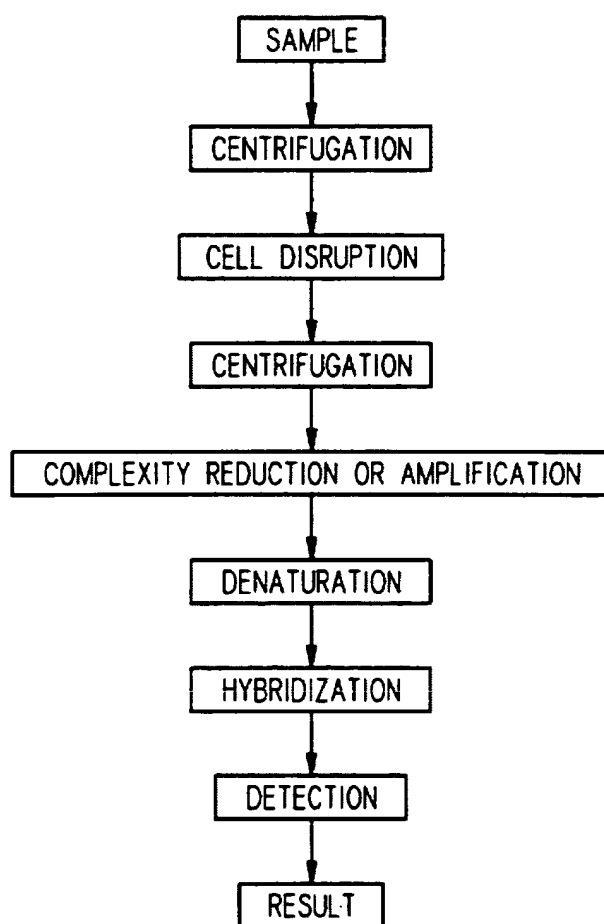 SAMPLE
CENTRIFUGATION
CELL DISRUPTION
CENTRIFUGATION
COMPLEXITY REDUCTION OR AMPLIFICATION
DENATURATION
HYBRIDIZATION
DETECTION
RESULT